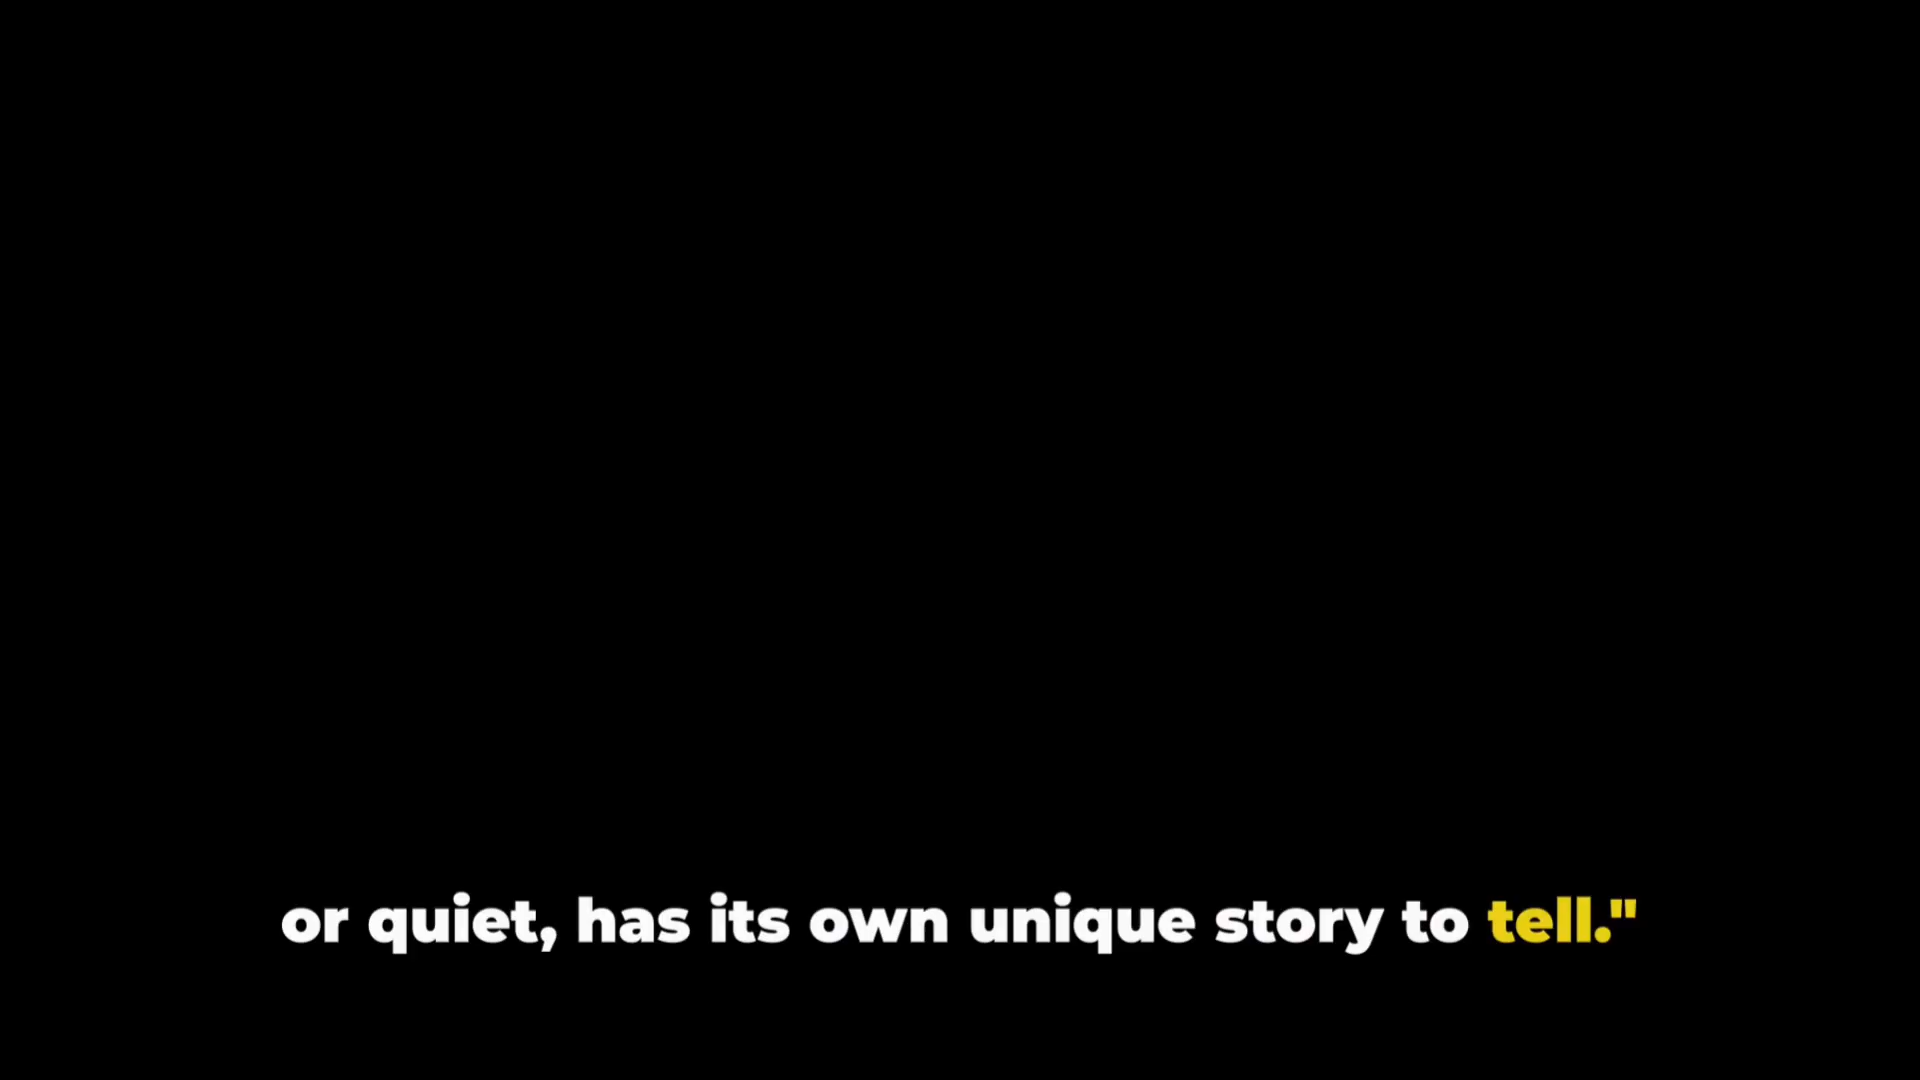 or quiet, has its own unique story to tell."